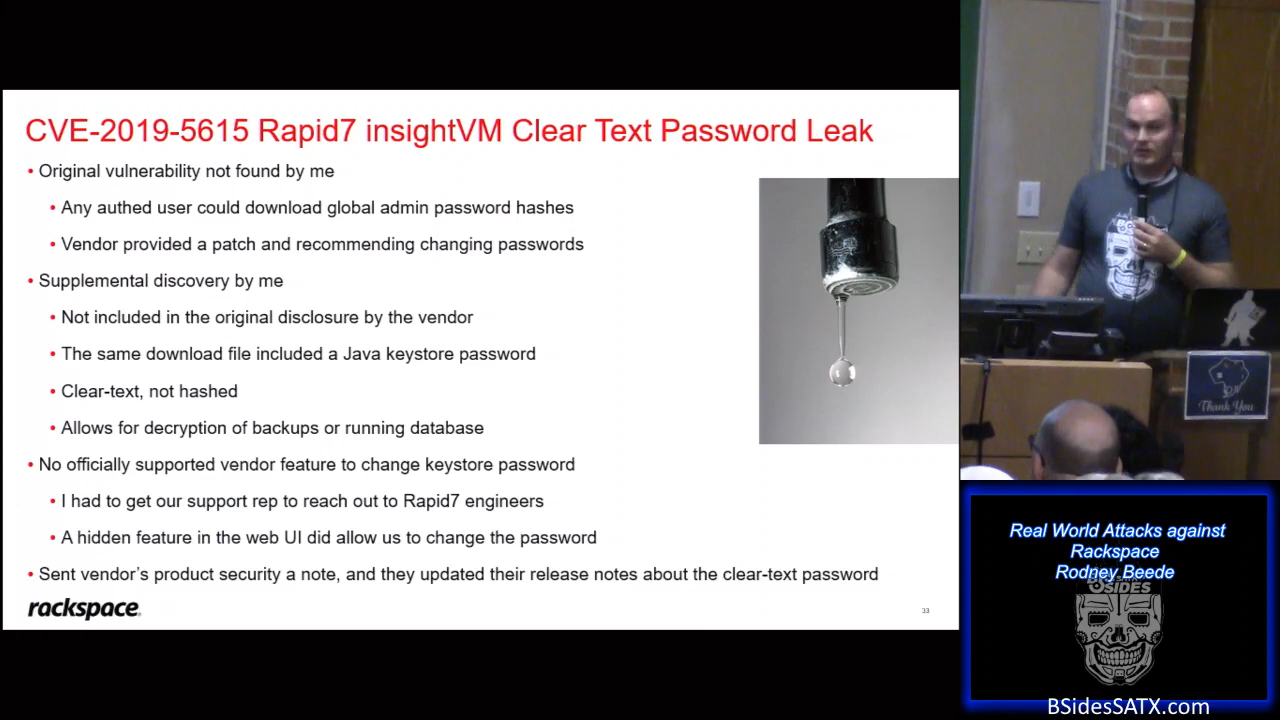 CVE-2019-5615 Rapid7 insightVM Clear Text Password Leak
• Original vulnerability not found by me
• Any authed user could download global admin password hashes
• Vendor provided a patch and recommending changing passwords
• Supplemental discovery by me
• Not included in the original disclosure by the vendor
• The same download file included a Java keystore password
• Clear-text, not hashed
• Allows for decryption of backups or running database
• No officially supported vendor feature to change keystore password
• I had to get our support rep to reach out to Rapid7 engineers
• A hidden feature in the web UI did allow us to change the password
• Sent vendor's product security a note, and they updated their release notes about the clear-text password
rackspace
33
Thank You
Real World Attacks against
Rackspace
Rodney Beede
BSIDES
BSidesSATX.com